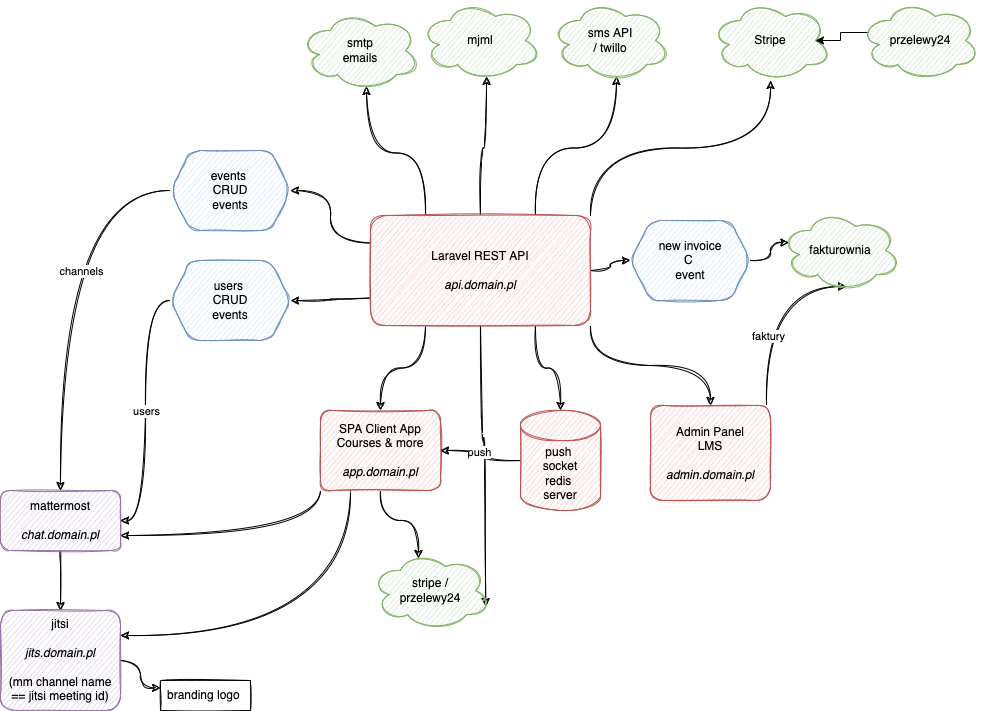 smtp
emails
mjml
sms API
/ twillo
Stripe
przelewy24
events
CRUD
events
channels
users
CRUD
events
users
Laravel REST API
api.domain.pl
new invoice
C
event
fakturownia
faktury
SPA Client App
Courses & more
app.domain.pl
push
push
socket
redis
server
Admin Panel
LMS
admin.domain.pl
mattermost
chat.domain.pl
stripe /
przelewy24
jitsi
jits.domain.pl
(mm channel name
== jitsi meeting id)
branding logo